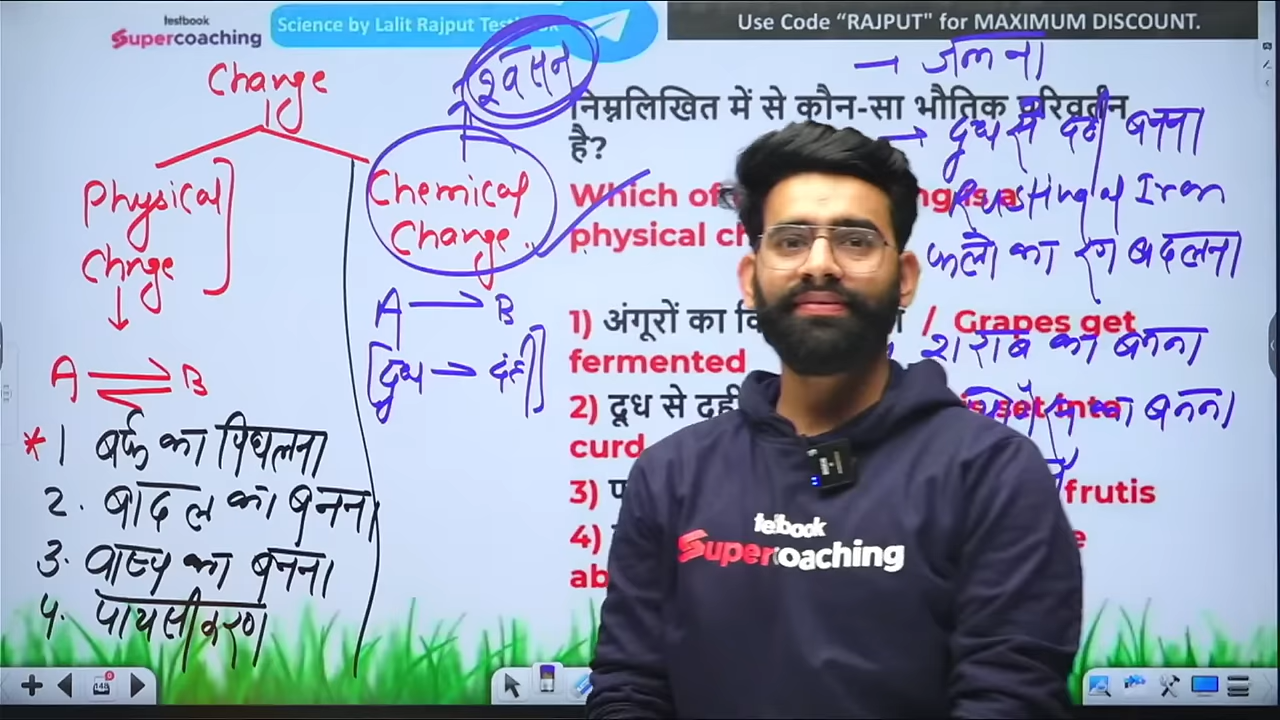 testbook
Supercoaching
Science by Lalit Rajput
Use Code “RAJPUT" for MAXIMUM DISCOUNT.
Change
Physical
Chnge
A B
* 1 बर्फ का पिघलना
2. बादल का बनना
3. वाष्प का बनना
4. पायसीकरण
श्वसन
Chemical
Change.
A → B
[दुध → दही]
निम्नलिखित में से कौन-सा भौतिक परिवर्तन
है?
Which of
physical
1) अंगूरों का / Grapes get
fermented
2) दूध से दही set into
curd
3) frutis
4)
→ जलना
→ दुध से दही बनना
Rusting of Iron
फलो का रंग बदलना
शराब का बनना
का बनना
testbook
Supercoaching